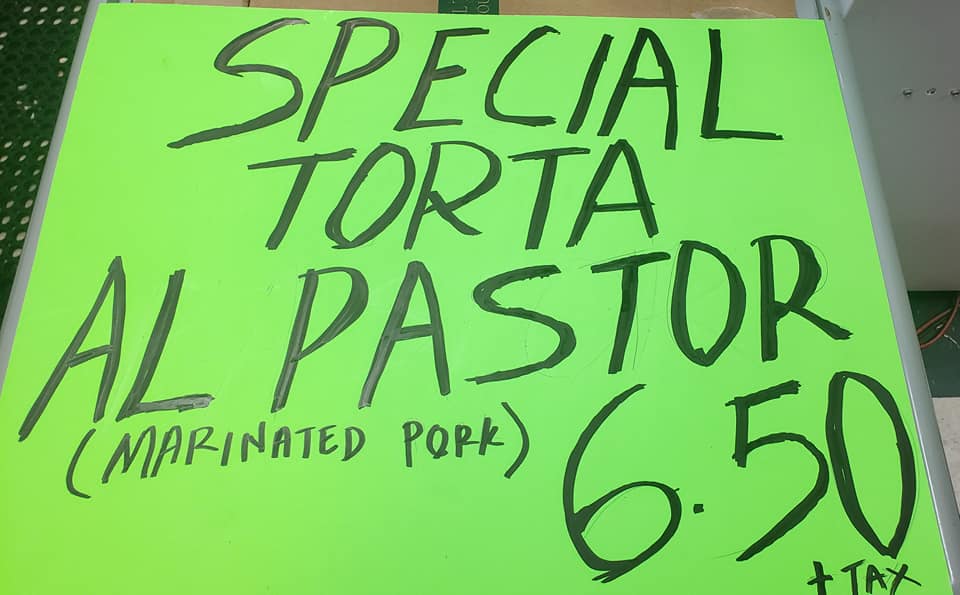 SPECIAL
TORTA
AL PASTOR
(MARINATED PORK) 6.50
+ TAX